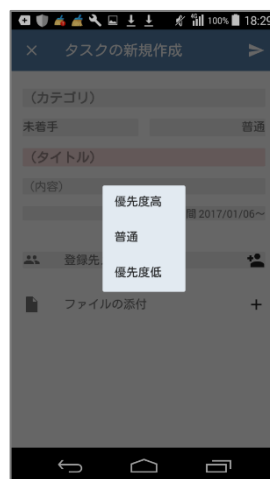 100% 18:29
タスクの新規作成
(カテゴリ)
未着手 普通
(タイトル)
(内容)
優先度高
間 2017/01/06～
普通
優先度低
登録先
ファイルの添付